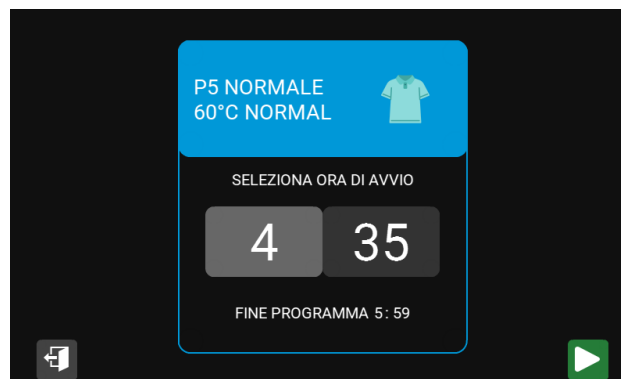 P5 NORMALE
60°C NORMAL
SELEZIONA ORA DI AVVIO
4 35
FINE PROGRAMMA 5:59